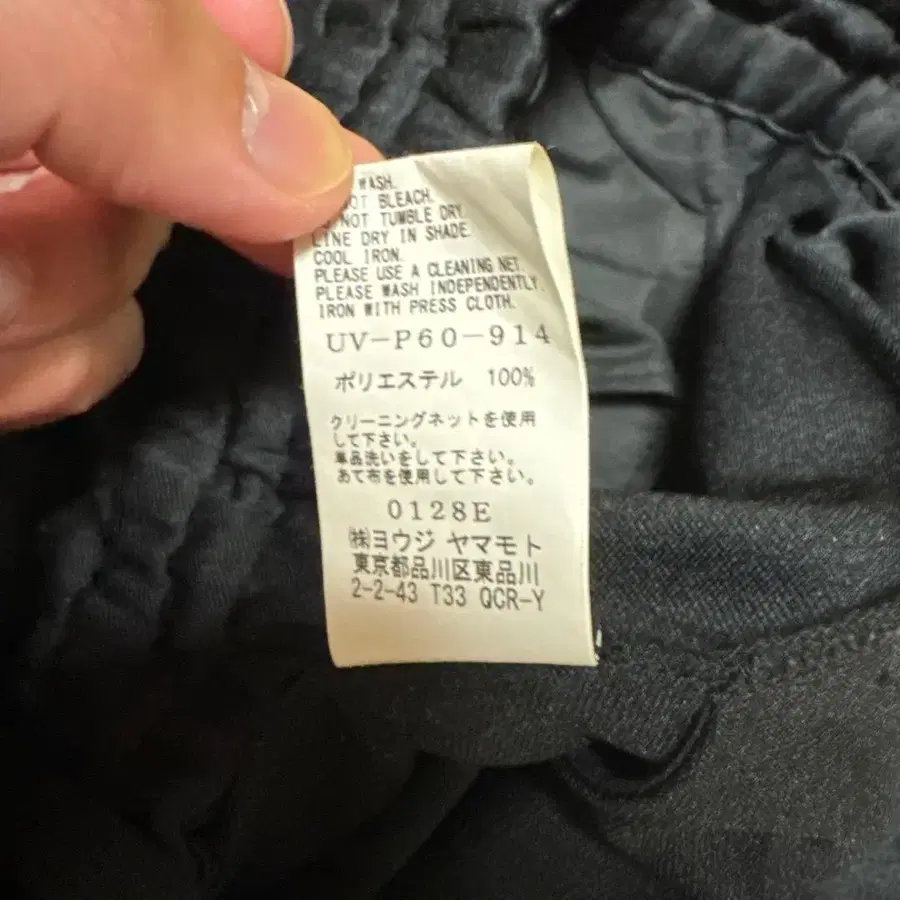 WASH.
NOT BLEACH.
NOT TUMBLE DRY.
LINE DRY IN SHADE.
COOL IRON.
PLEASE USE A CLEANING NET.
PLEASE WASH INDEPENDENTLY.
IRON WITH PRESS CLOTH.
UV-P60-914
ポリエステル 100%
クリーニングネットを使用
して下さい。
単品洗いをして下さい。
あて布を使用して下さい。
0128E
㈱ヨウジ ヤマモト
東京都品川区東品川
2-2-43 T33 QCR-Y